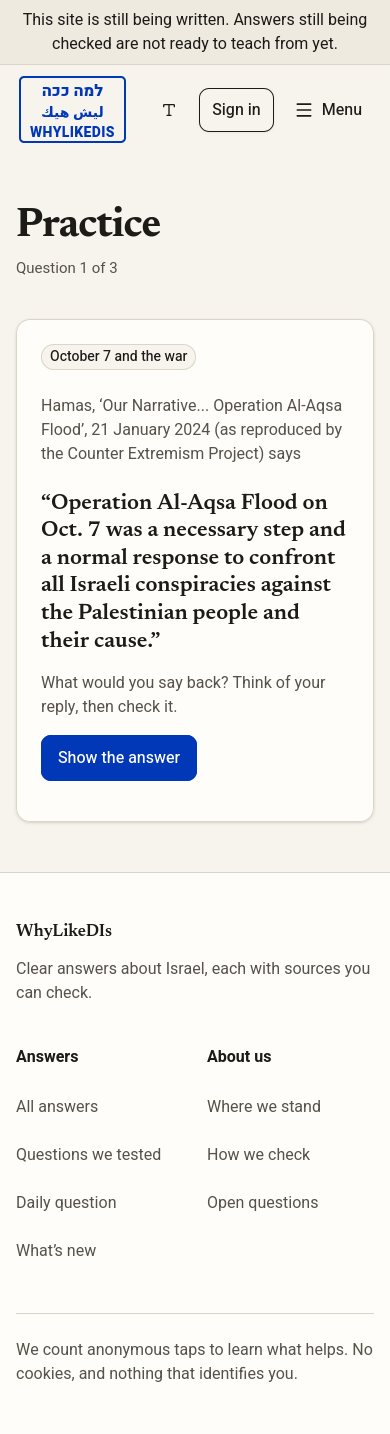 This site is still being written. Answers still being
checked are not ready to teach from yet.
למה ככה
ليش هيك
WHYLIKEDIS
T
Sign in
Menu
Practice
Question 1 of 3
October 7 and the war
Hamas, ‘Our Narrative... Operation Al-Aqsa
Flood’, 21 January 2024 (as reproduced by
the Counter Extremism Project) says
“Operation Al-Aqsa Flood on
Oct. 7 was a necessary step and
a normal response to confront
all Israeli conspiracies against
the Palestinian people and
their cause.”
What would you say back? Think of your
reply, then check it.
Show the answer
WhyLikeDIs
Clear answers about Israel, each with sources you
can check.
Answers
All answers
Questions we tested
Daily question
What’s new
About us
Where we stand
How we check
Open questions
We count anonymous taps to learn what helps. No
cookies, and nothing that identifies you.